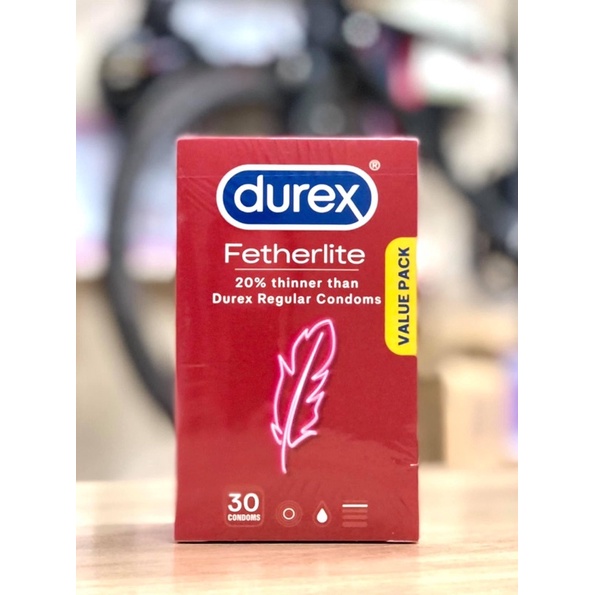 durex®
Fetherlite
20% thinner than
Durex Regular Condoms
VALUE PACK
30
CONDOMS